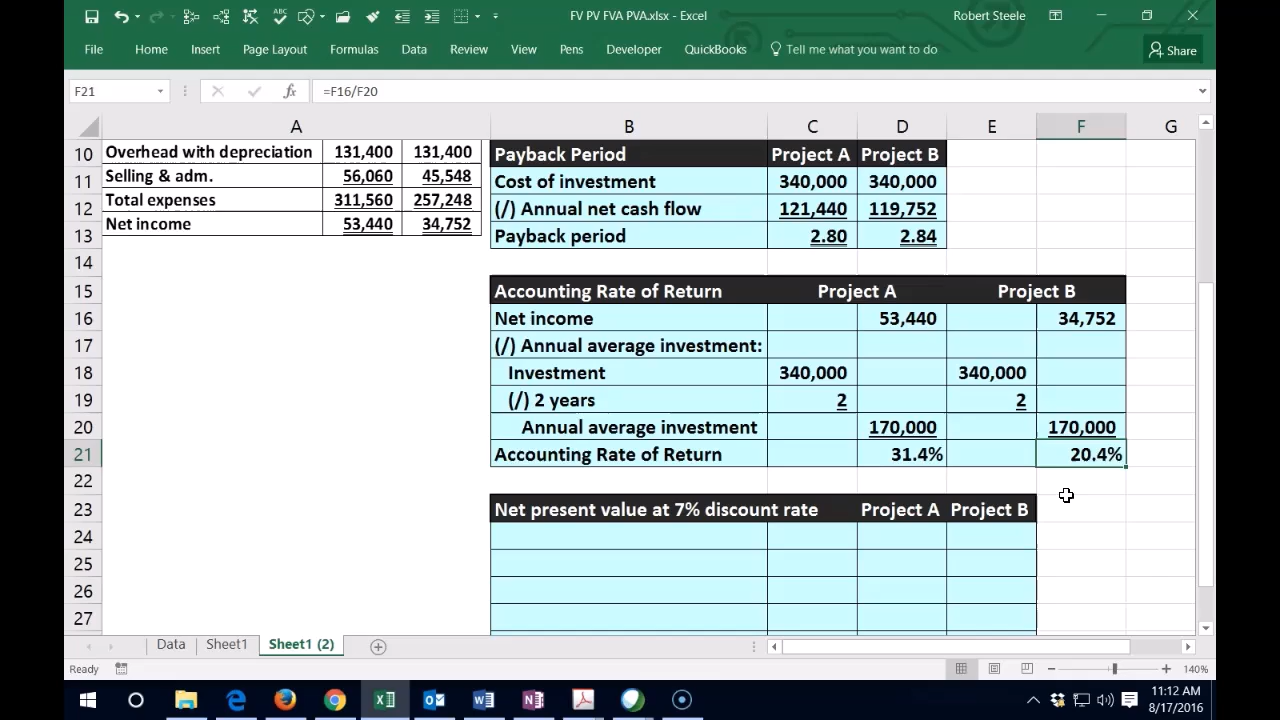 FV PV FVA PVA.xlsx - Excel
Robert Steele
File Home Insert Page Layout Formulas Data Review View Pens Developer QuickBooks Tell me what you want to do Share
F21 fx =F16/F20
A B C D E F G
10 Overhead with depreciation 131,400 131,400 Payback Period Project A Project B
11 Selling & adm. 56,060 45,548 Cost of investment 340,000 340,000
12 Total expenses 311,560 257,248 (/) Annual net cash flow 121,440 119,752
13 Net income 53,440 34,752 Payback period 2.80 2.84
14
15 Accounting Rate of Return Project A Project B
16 Net income 53,440 34,752
17 (/) Annual average investment:
18 Investment 340,000 340,000
19 (/) 2 years 2 2
20 Annual average investment 170,000 170,000
21 Accounting Rate of Return 31.4% 20.4%
22
23 Net present value at 7% discount rate Project A Project B
24
25
26
27
Data Sheet1 Sheet1 (2)
Ready 140%
11:12 AM
8/17/2016